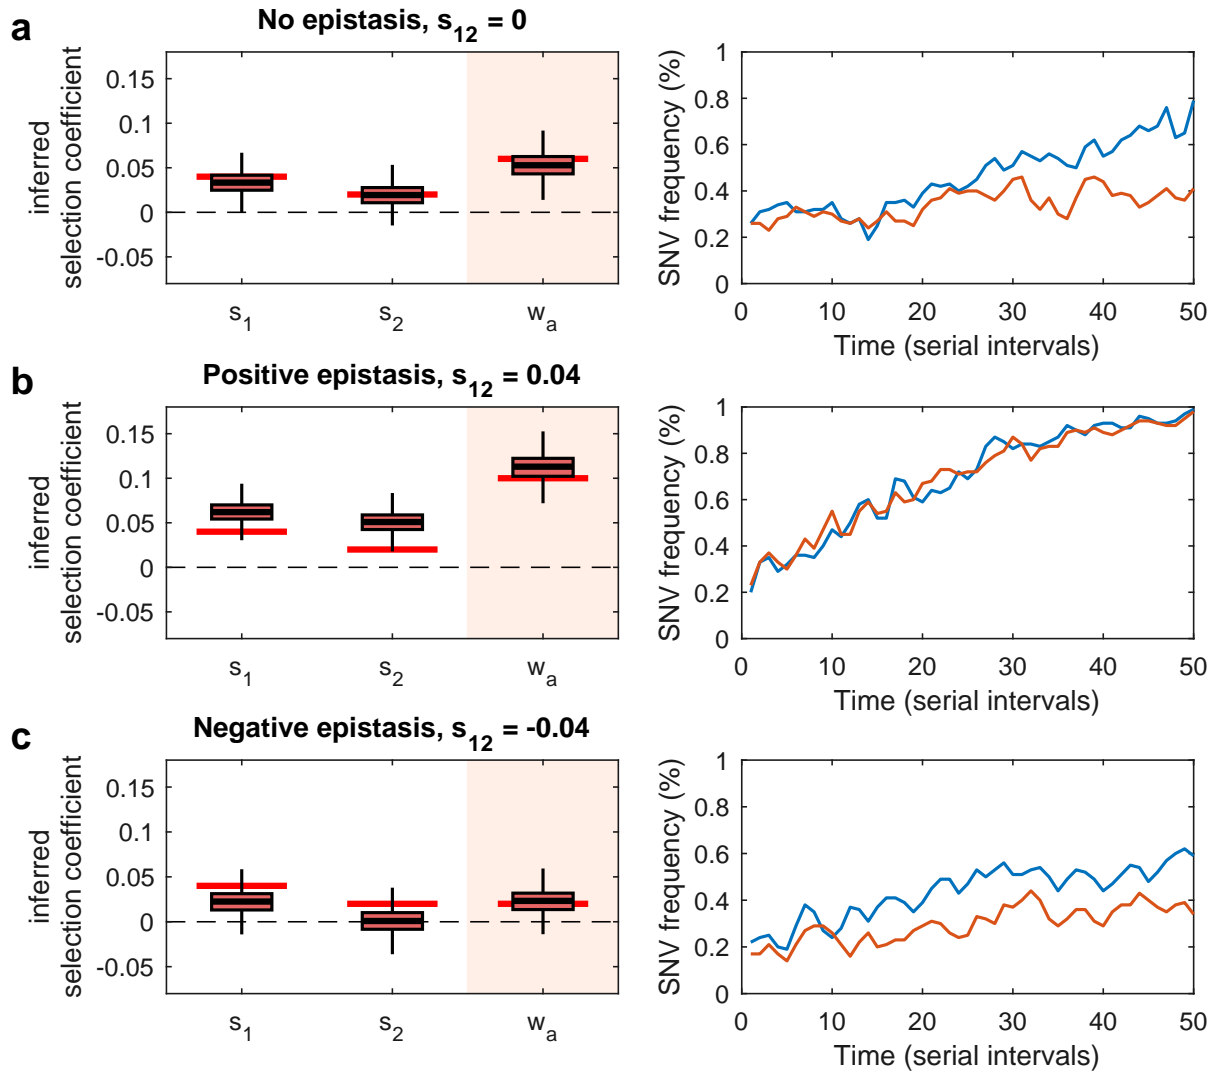 a
No epistasis, s12 = 0
inferred
selection coefficient
0.15
0.1
0.05
0
-0.05
s1
s2
wa
SNV frequency (%)
1
0.8
0.6
0.4
0.2
0
0
10
20
30
40
50
Time (serial intervals)
b
Positive epistasis, s12 = 0.04
inferred
selection coefficient
0.15
0.1
0.05
0
-0.05
s1
s2
wa
SNV frequency (%)
1
0.8
0.6
0.4
0.2
0
0
10
20
30
40
50
Time (serial intervals)
c
Negative epistasis, s12 = -0.04
inferred
selection coefficient
0.15
0.1
0.05
0
-0.05
s1
s2
wa
SNV frequency (%)
1
0.8
0.6
0.4
0.2
0
0
10
20
30
40
50
Time (serial intervals)